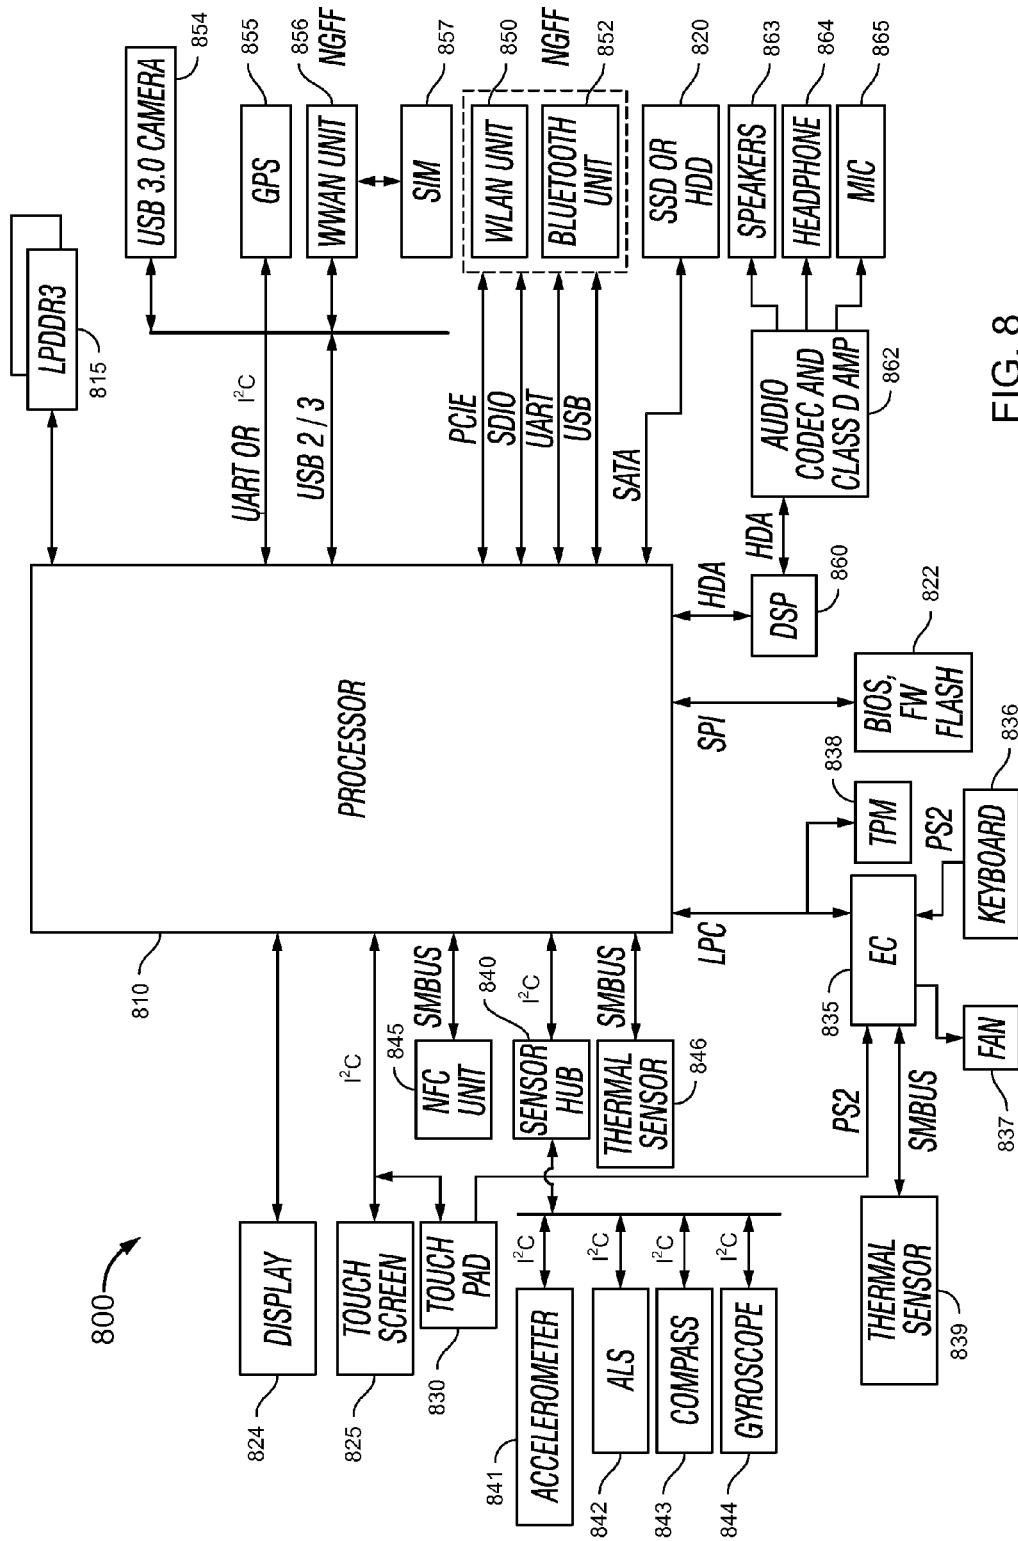 800
DISPLAY
824
TOUCH
SCREEN
825
TOUCH
PAD
830
I²C
ACCELEROMETER
841
I²C
ALS
842
I²C
COMPASS
843
I²C
GYROSCOPE
844
I²C
THERMAL
SENSOR
839
SMBUS
PS2
NFC
UNIT
845
SMBUS
SENSOR
HUB
840
I²C
THERMAL
SENSOR
846
SMBUS
PROCESSOR
810
LPC
EC
835
FAN
837
KEYBOARD
836
PS2
TPM
838
SPI
BIOS,
FW
FLASH
822
HDA
DSP
860
HDA
AUDIO
CODEC AND
CLASS D AMP
862
SPEAKERS
863
HEADPHONE
864
MIC
865
LPDDR3
815
USB 3.0 CAMERA
854
UART OR
I²C
GPS
855
USB 2 / 3
WWAN UNIT
856
NGFF
SIM
857
PCIE
SDIO
UART
USB
WLAN UNIT
850
BLUETOOTH
UNIT
852
NGFF
SATA
SSD OR
HDD
820
FIG. 8